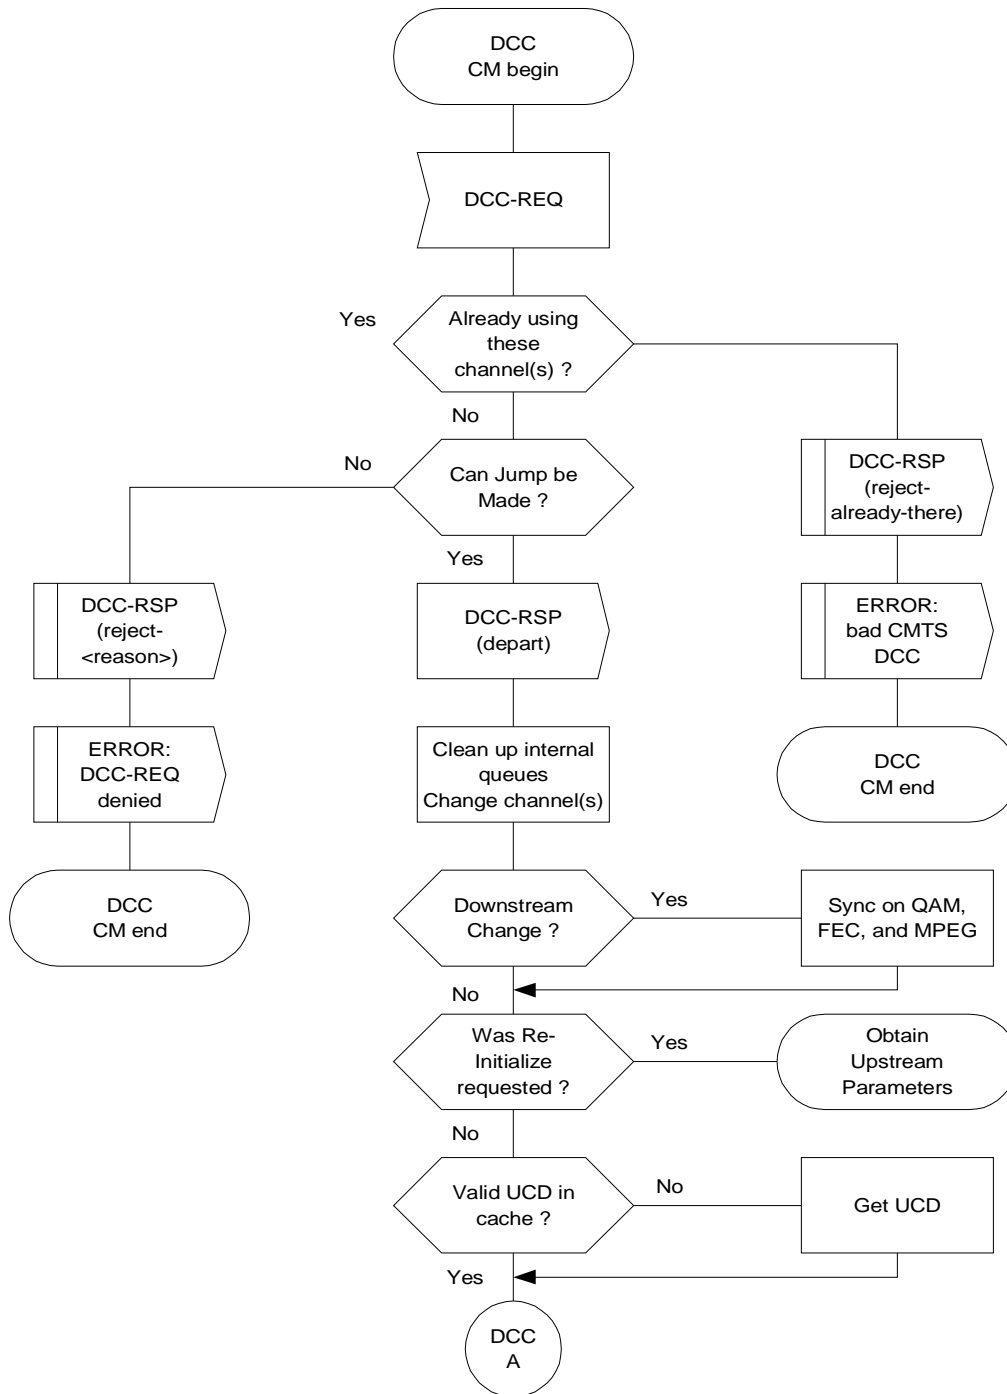 DCC
CM begin
DCC-REQ
Yes
Already using
these
channel(s) ?
No
No
Can Jump be
Made ?
DCC-RSP
(reject-
already-there)
Yes
DCC-RSP
(reject-
<reason>)
DCC-RSP
(depart)
ERROR:
bad CMTS
DCC
ERROR:
DCC-REQ
denied
Clean up internal
queues
Change channel(s)
DCC
CM end
DCC
CM end
Downstream
Change ?
Yes
Sync on QAM,
FEC, and MPEG
No
Was Re-
Initialize
requested ?
Yes
Obtain
Upstream
Parameters
No
Valid UCD in
cache ?
No
Get UCD
Yes
DCC
A